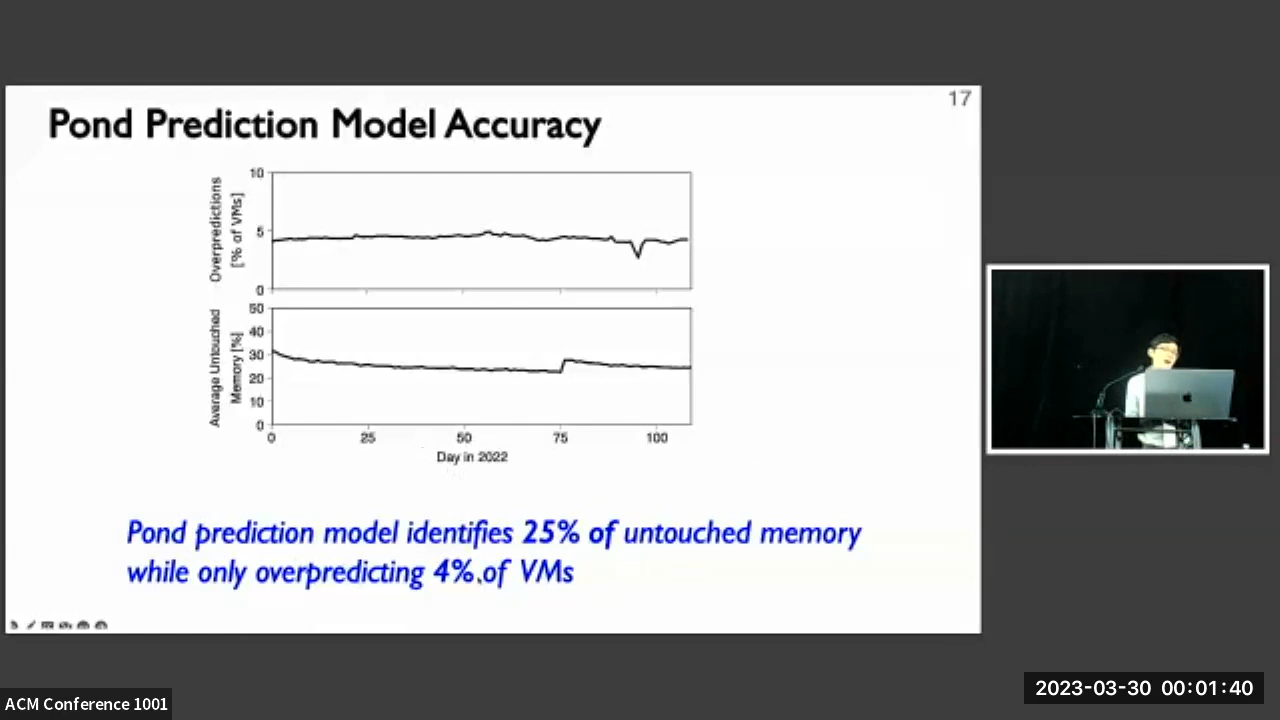 17
Pond Prediction Model Accuracy
Overpredictions
[% of VMs]
10
5
0
Average Untouched
Memory [%]
50
40
30
20
10
0
0 25 50 75 100
Day in 2022
Pond prediction model identifies 25% of untouched memory
while only overpredicting 4% of VMs
ACM Conference 1001
2023-03-30 00:01:40